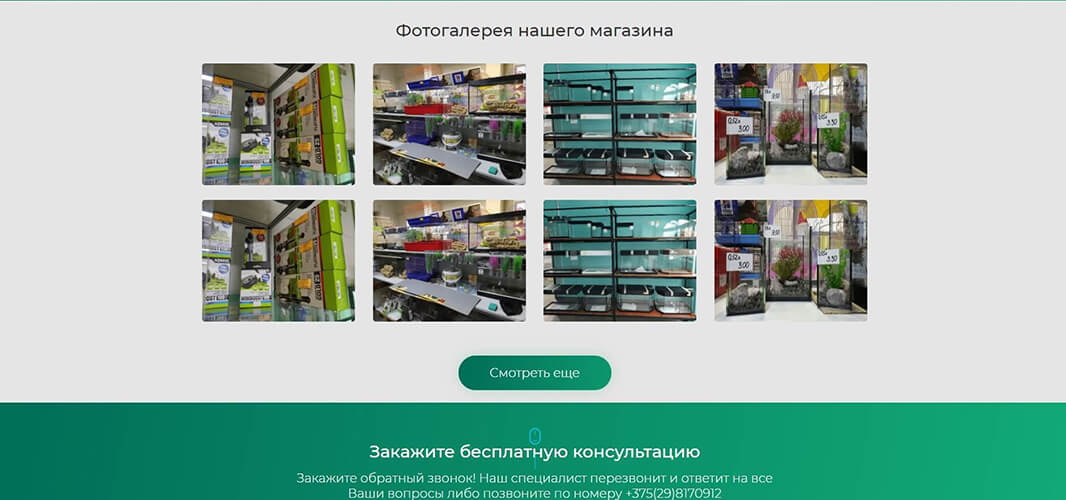 Фотогалерея нашего магазина
Смотреть еще
Закажите бесплатную консультацию
Закажите обратный звонок! Наш специалист перезвонит и ответит на все
Ваши вопросы либо позвоните по номеру +375(29)8170912